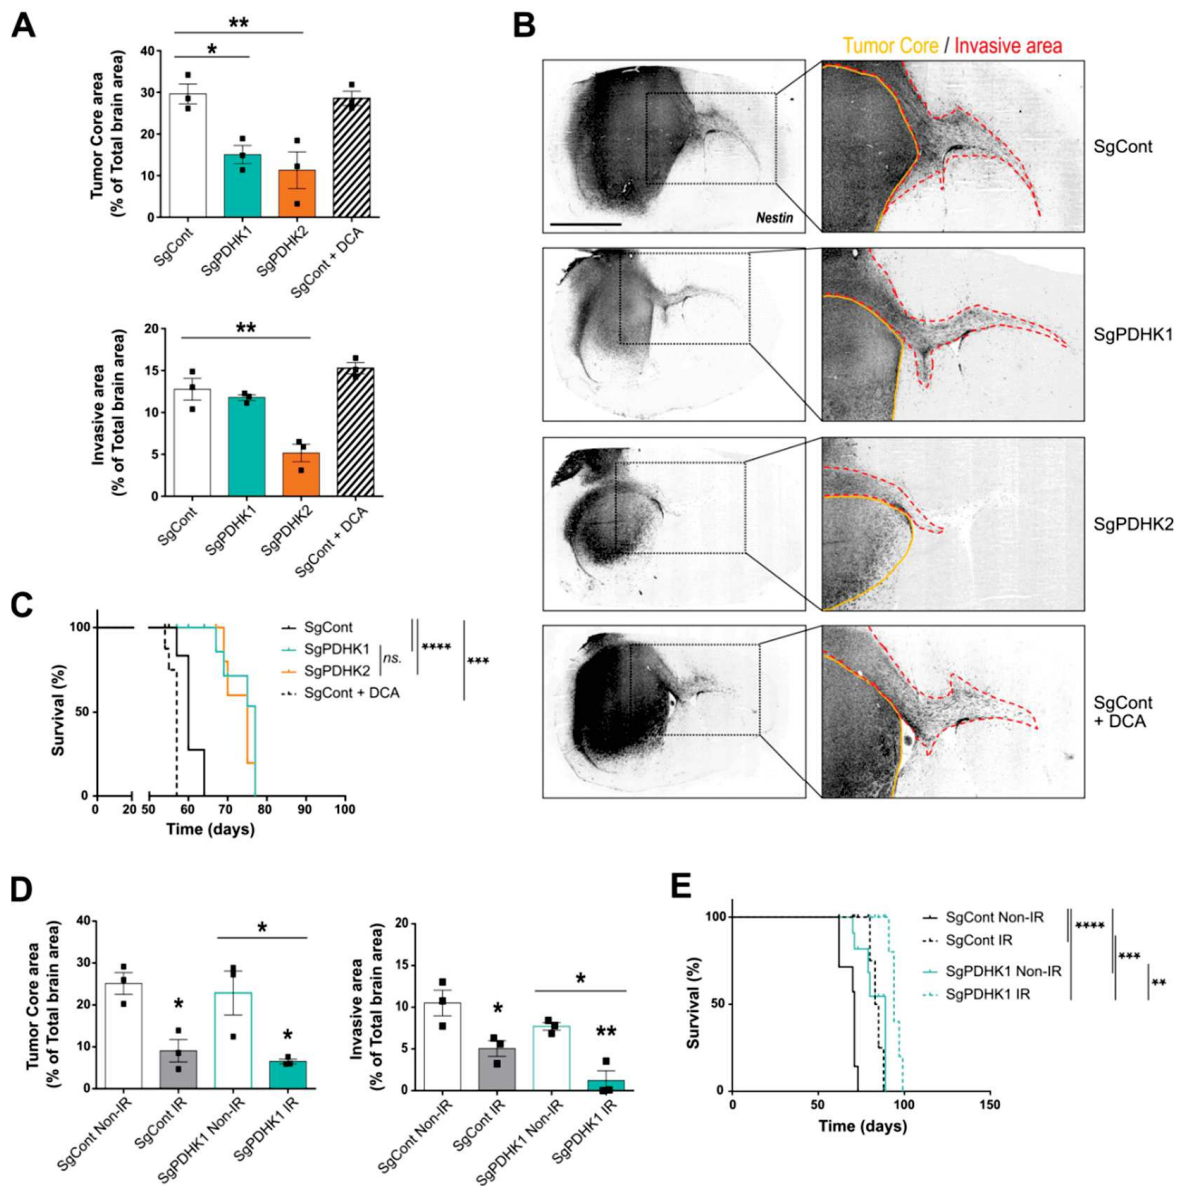 A
**
*
Tumor Core area
(% of Total brain area)
40
30
20
10
0
SgCont
SgPDHK1
SgPDHK2
SgCont + DCA
**
Invasive area
(% of Total brain area)
20
15
10
5
0
SgCont
SgPDHK1
SgPDHK2
SgCont + DCA
B
Tumor Core / Invasive area
Nestin
SgCont
SgPDHK1
SgPDHK2
SgCont
+ DCA
C
Survival (%)
100
50
0
0 20 50 60 70 80 90 100
Time (days)
SgCont
SgPDHK1
SgPDHK2
SgCont + DCA
ns.
****
***
D
Tumor Core area
(% of Total brain area)
40
30
20
10
0
*
*
*
SgCont Non-IR
SgCont IR
SgPDHK1 Non-IR
SgPDHK1 IR
Invasive area
(% of Total brain area)
20
15
10
5
0
*
*
**
SgCont Non-IR
SgCont IR
SgPDHK1 Non-IR
SgPDHK1 IR
E
Survival (%)
100
50
0
0 50 100 150
Time (days)
SgCont Non-IR
SgCont IR
SgPDHK1 Non-IR
SgPDHK1 IR
****
***
**